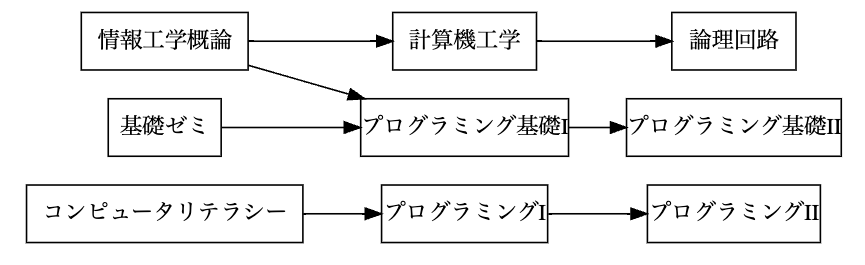 情報工学概論
計算機工学
論理回路
基礎ゼミ
プログラミング基礎I
プログラミング基礎II
コンピュータリテラシー
プログラミングI
プログラミングII